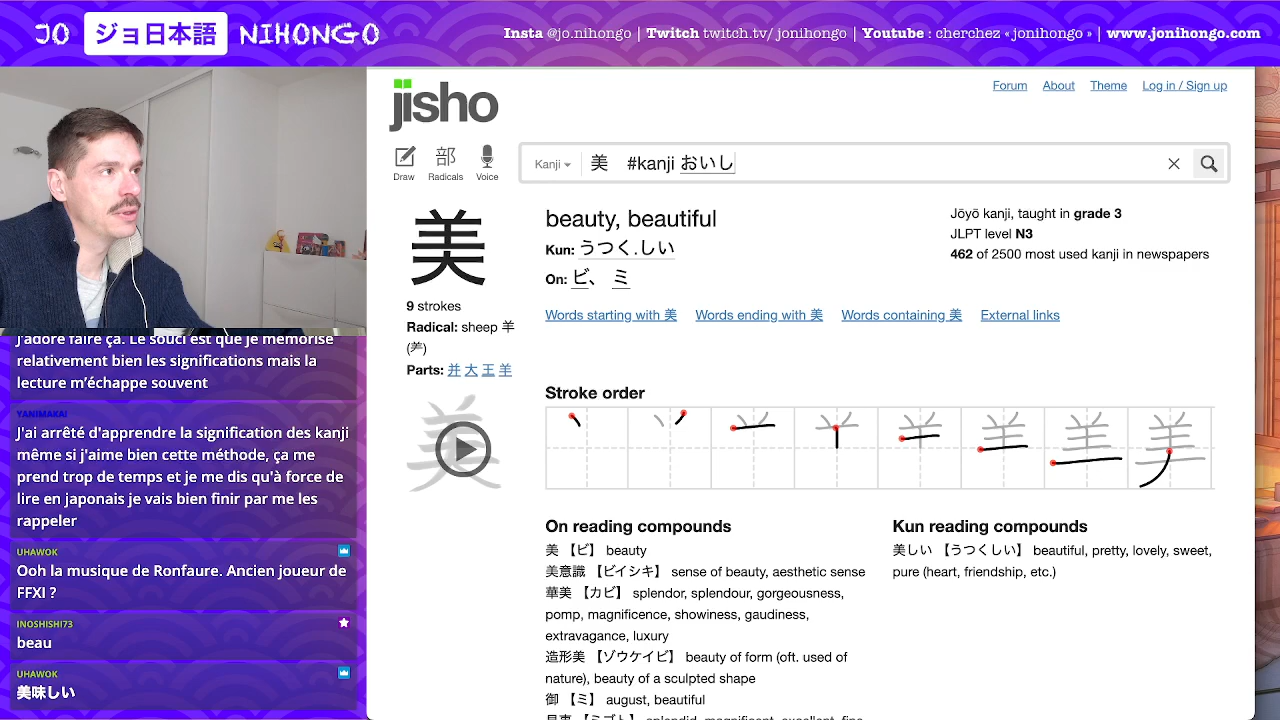 JO ジョ日本語 NIHONGO
Insta @jo.nihongo | Twitch twitch.tv/ jonihongo | Youtube : cherchez « jonihongo » | www.jonihongo.com
jisho
Forum About Theme Log in / Sign up
Draw 部 Radicals Voice
Kanji 美 #kanji おいし
美
9 strokes
Radical: sheep 羊
(⺷)
Parts: 并 大 王 羊
美
beauty, beautiful
Kun: うつく.しい
On: ビ、 ミ
Jōyō kanji, taught in grade 3
JLPT level N3
462 of 2500 most used kanji in newspapers
Words starting with 美 Words ending with 美 Words containing 美 External links
Stroke order
On reading compounds
美 【ビ】 beauty
美意識 【ビイシキ】 sense of beauty, aesthetic sense
華美 【カビ】 splendor, splendour, gorgeousness,
pomp, magnificence, showiness, gaudiness,
extravagance, luxury
造形美 【ゾウケイビ】 beauty of form (oft. used of
nature), beauty of a sculpted shape
御 【ミ】 august, beautiful
Kun reading compounds
美しい 【うつくしい】 beautiful, pretty, lovely, sweet,
pure (heart, friendship, etc.)
J'adore faire ça. Le souci est que je mémorise
relativement bien les significations mais la
lecture m'échappe souvent
YANIMAKA!
J'ai arrêté d'apprendre la signification des kanji
même si j'aime bien cette méthode, ça me
prend trop de temps et je me dis qu'à force de
lire en japonais je vais bien finir par me les
rappeler
UHAWOK
Ooh la musique de Ronfaure. Ancien joueur de
FFXI ?
INOSHISHI73
beau
UHAWOK
美味しい